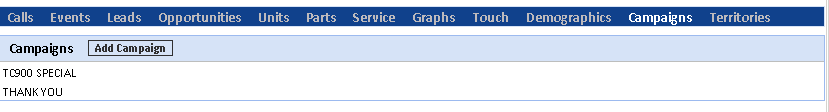 Calls Events Leads Opportunities Units Parts Service Graphs Touch Demographics Campaigns Territories
Campaigns Add Campaign
TC900 SPECIAL
THANK YOU